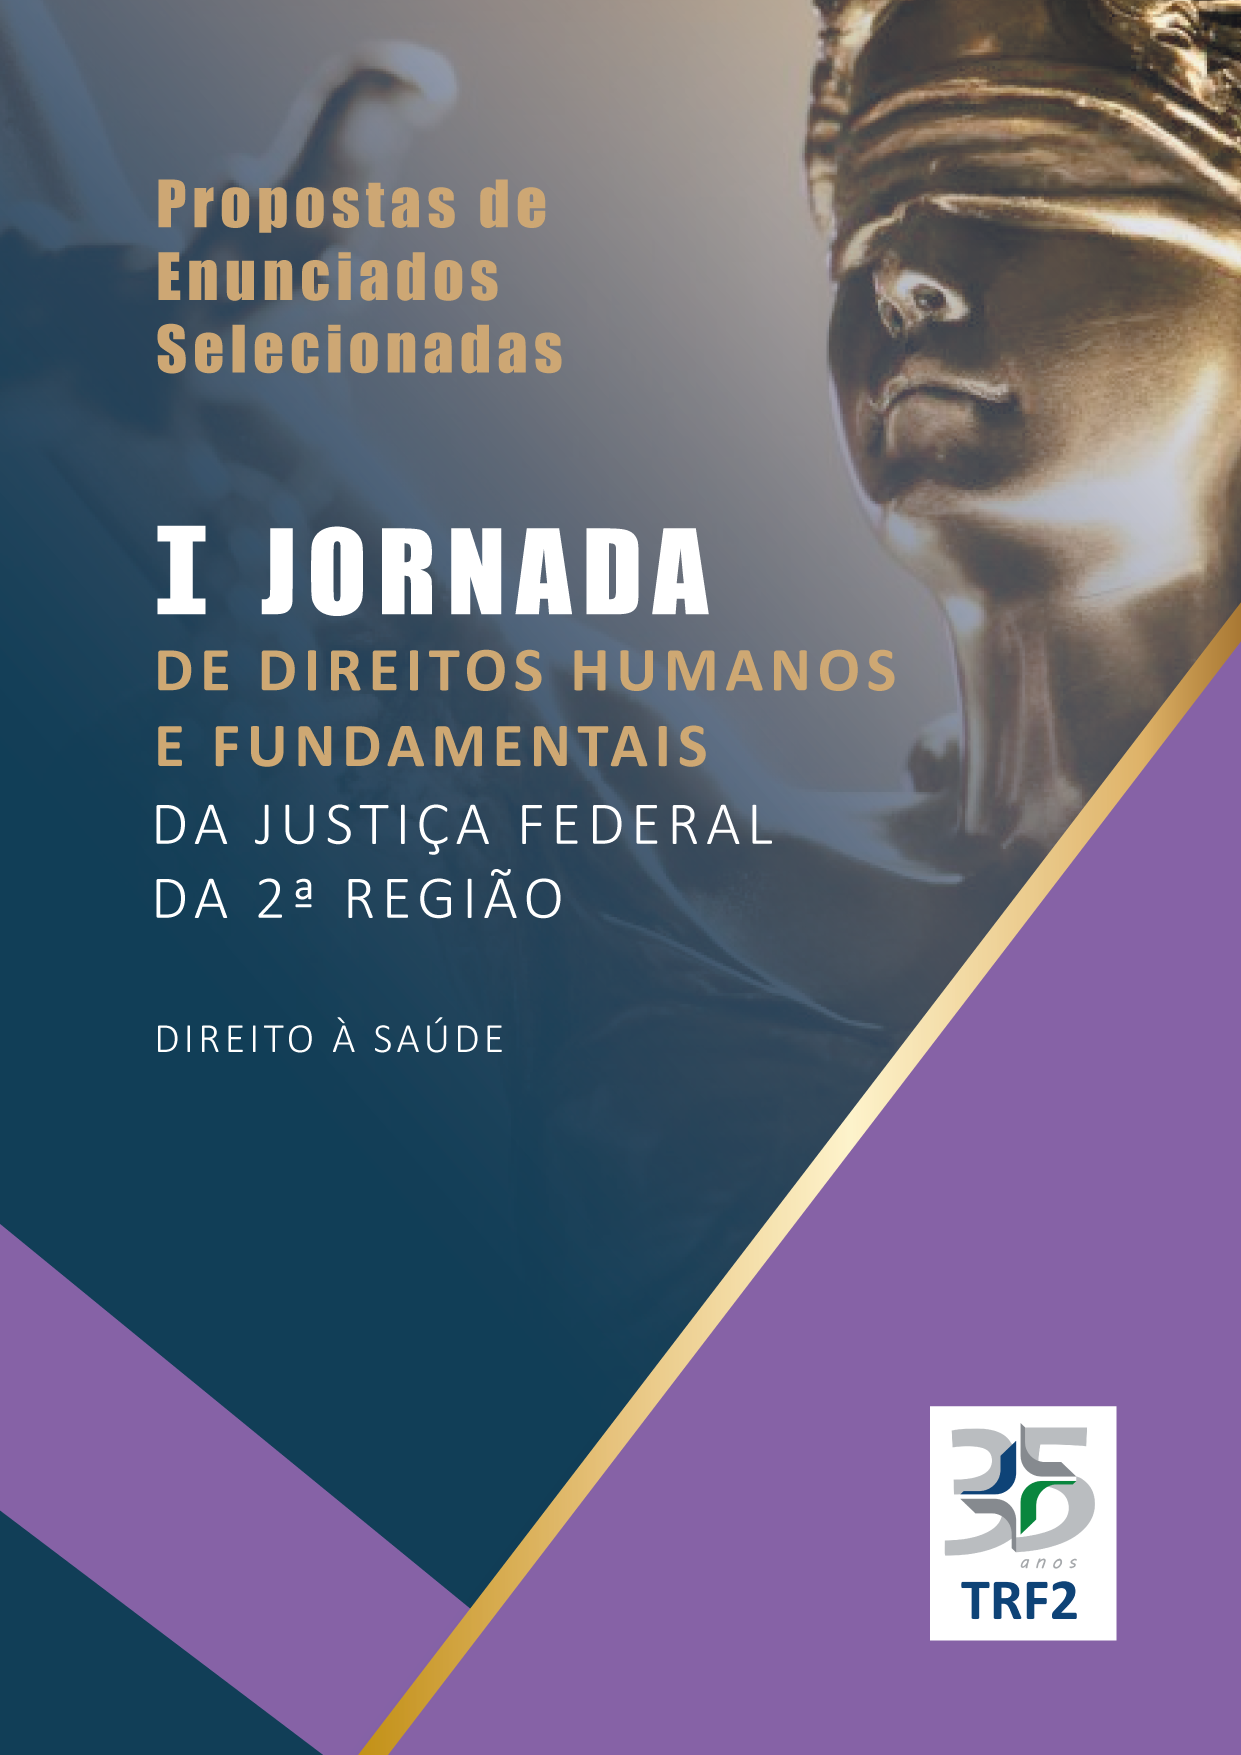 Propostas de
Enunciados
Selecionadas
I JORNADA
DE DIREITOS HUMANOS
E FUNDAMENTAIS
DA JUSTIÇA FEDERAL
DA 2ª REGIÃO
DIREITO À SAÚDE
35
anos
TRF2